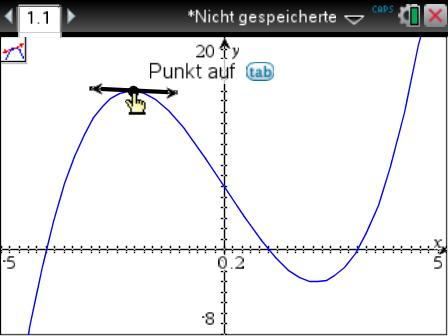 1.1 *Nicht gespeicherte CAPS
20 y
Punkt auf tab
x
-5 0.2 5
-8